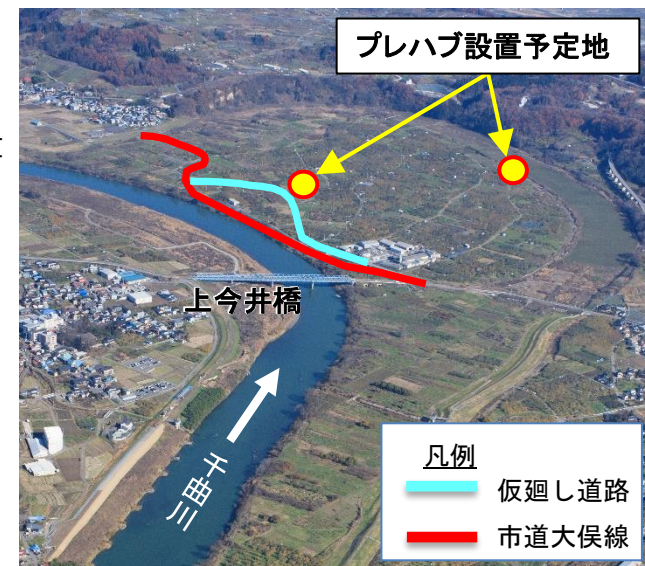 プレハブ設置予定地
上今井橋
千曲川
凡例
仮廻し道路
市道大俣線